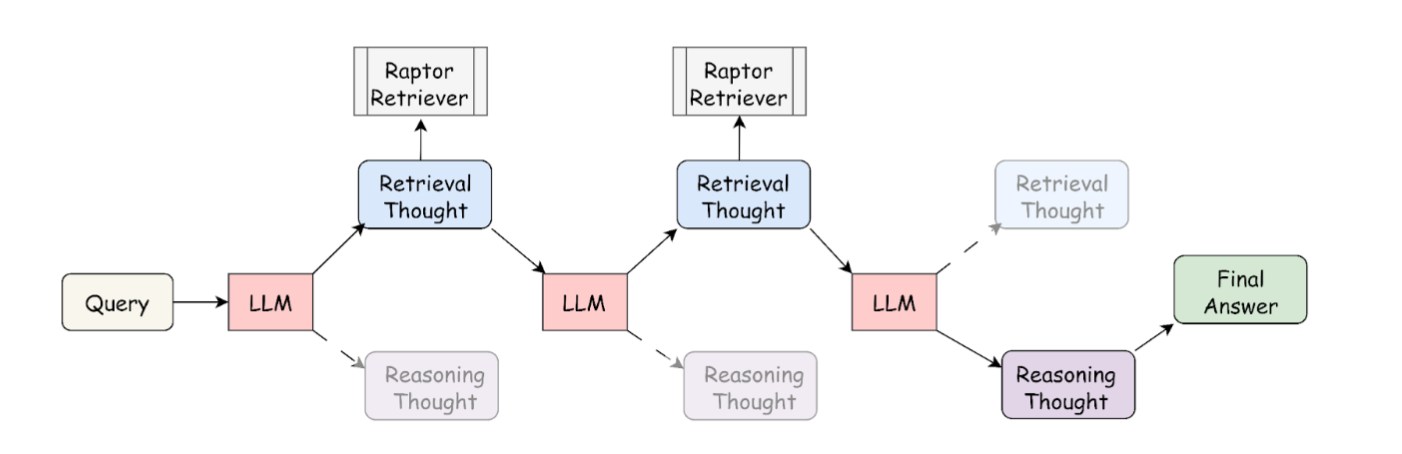 Raptor
Retriever
Raptor
Retriever
Retrieval
Thought
Retrieval
Thought
Retrieval
Thought
Query
LLM
LLM
LLM
Final
Answer
Reasoning
Thought
Reasoning
Thought
Reasoning
Thought